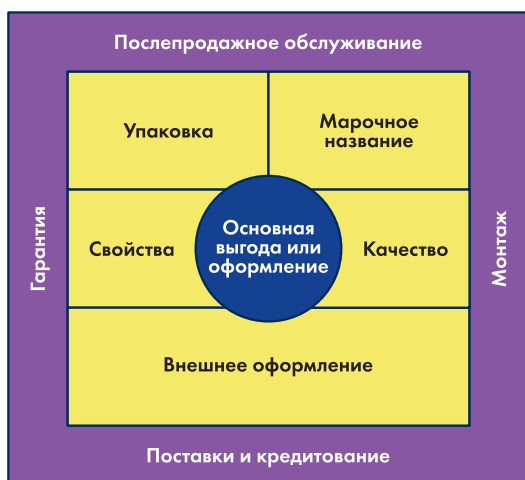 Послепродажное обслуживание
Упаковка
Марочное
название
Гарантия
Свойства
Основная
выгода или
оформление
Качество
Монтаж
Внешнее оформление
Поставки и кредитование